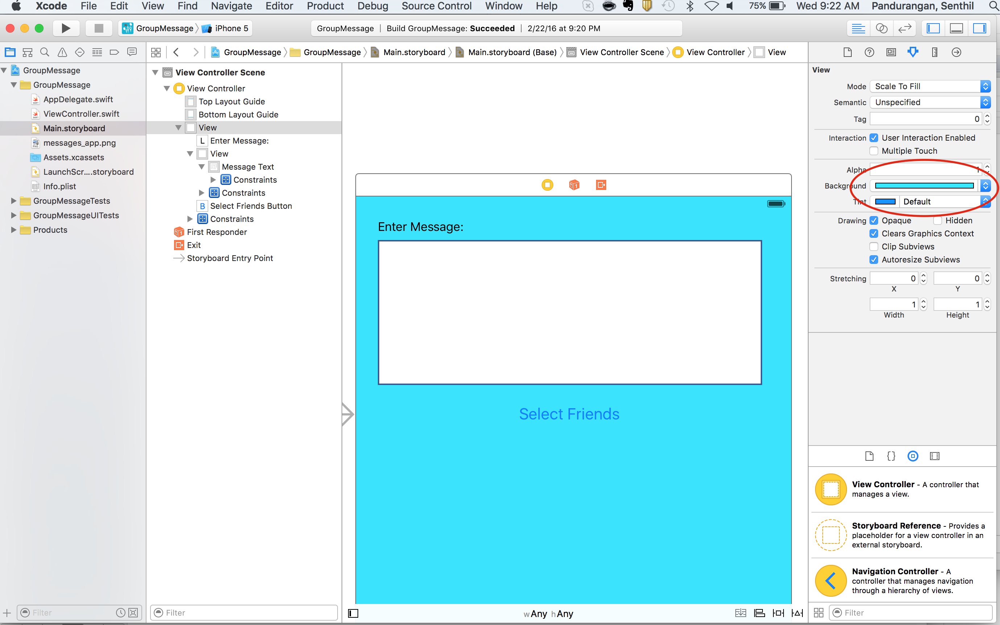 Xcode File Edit View Find Navigate Editor Product Debug Source Control Window Help 75% Wed 9:22 AM Pandurangan, Senthil
GroupMessage iPhone 5
GroupMessage | Build GroupMessage: Succeeded | 2/22/16 at 9:20 PM
GroupMessage GroupMessage Main.storyboard Main.storyboard (Base) View Controller Scene View Controller View
GroupMessage
GroupMessage
AppDelegate.swift
ViewController.swift
Main.storyboard
messages_app.png
Assets.xcassets
LaunchScr....storyboard
Info.plist
GroupMessageTests
GroupMessageUITests
Products
Filter
View Controller Scene
View Controller
Top Layout Guide
Bottom Layout Guide
View
L Enter Message:
View
Message Text
Constraints
Constraints
B Select Friends Button
Constraints
First Responder
Exit
Storyboard Entry Point
Filter
Enter Message:
Select Friends
wAny hAny
View
Mode Scale To Fill
Semantic Unspecified
Tag 0
Interaction User Interaction Enabled
Multiple Touch
Alpha 1
Background
Tint Default
Drawing Opaque Hidden
Clears Graphics Context
Clip Subviews
Autoresize Subviews
Stretching 0 0
X Y
1 1
Width Height
{}
View Controller - A controller that
manages a view.
Storyboard Reference - Provides a
placeholder for a view controller in an
external storyboard.
Navigation Controller - A
controller that manages navigation
through a hierarchy of views.
Filter